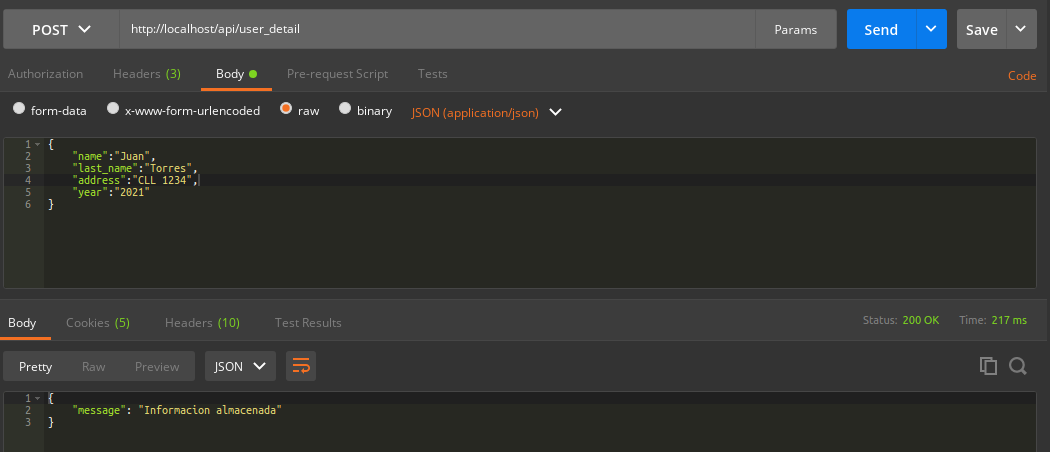 POST http://localhost/api/user_detail Params Send Save
Authorization Headers (3) Body Pre-request Script Tests Code
form-data x-www-form-urlencoded raw binary JSON (application/json)
1 {
2 "name":"Juan",
3 "last_name":"Torres",
4 "address":"CLL 1234",
5 "year":"2021"
6 }
Body Cookies (5) Headers (10) Test Results Status: 200 OK Time: 217 ms
Pretty Raw Preview JSON
1 {
2 "message": "Informacion almacenada"
3 }